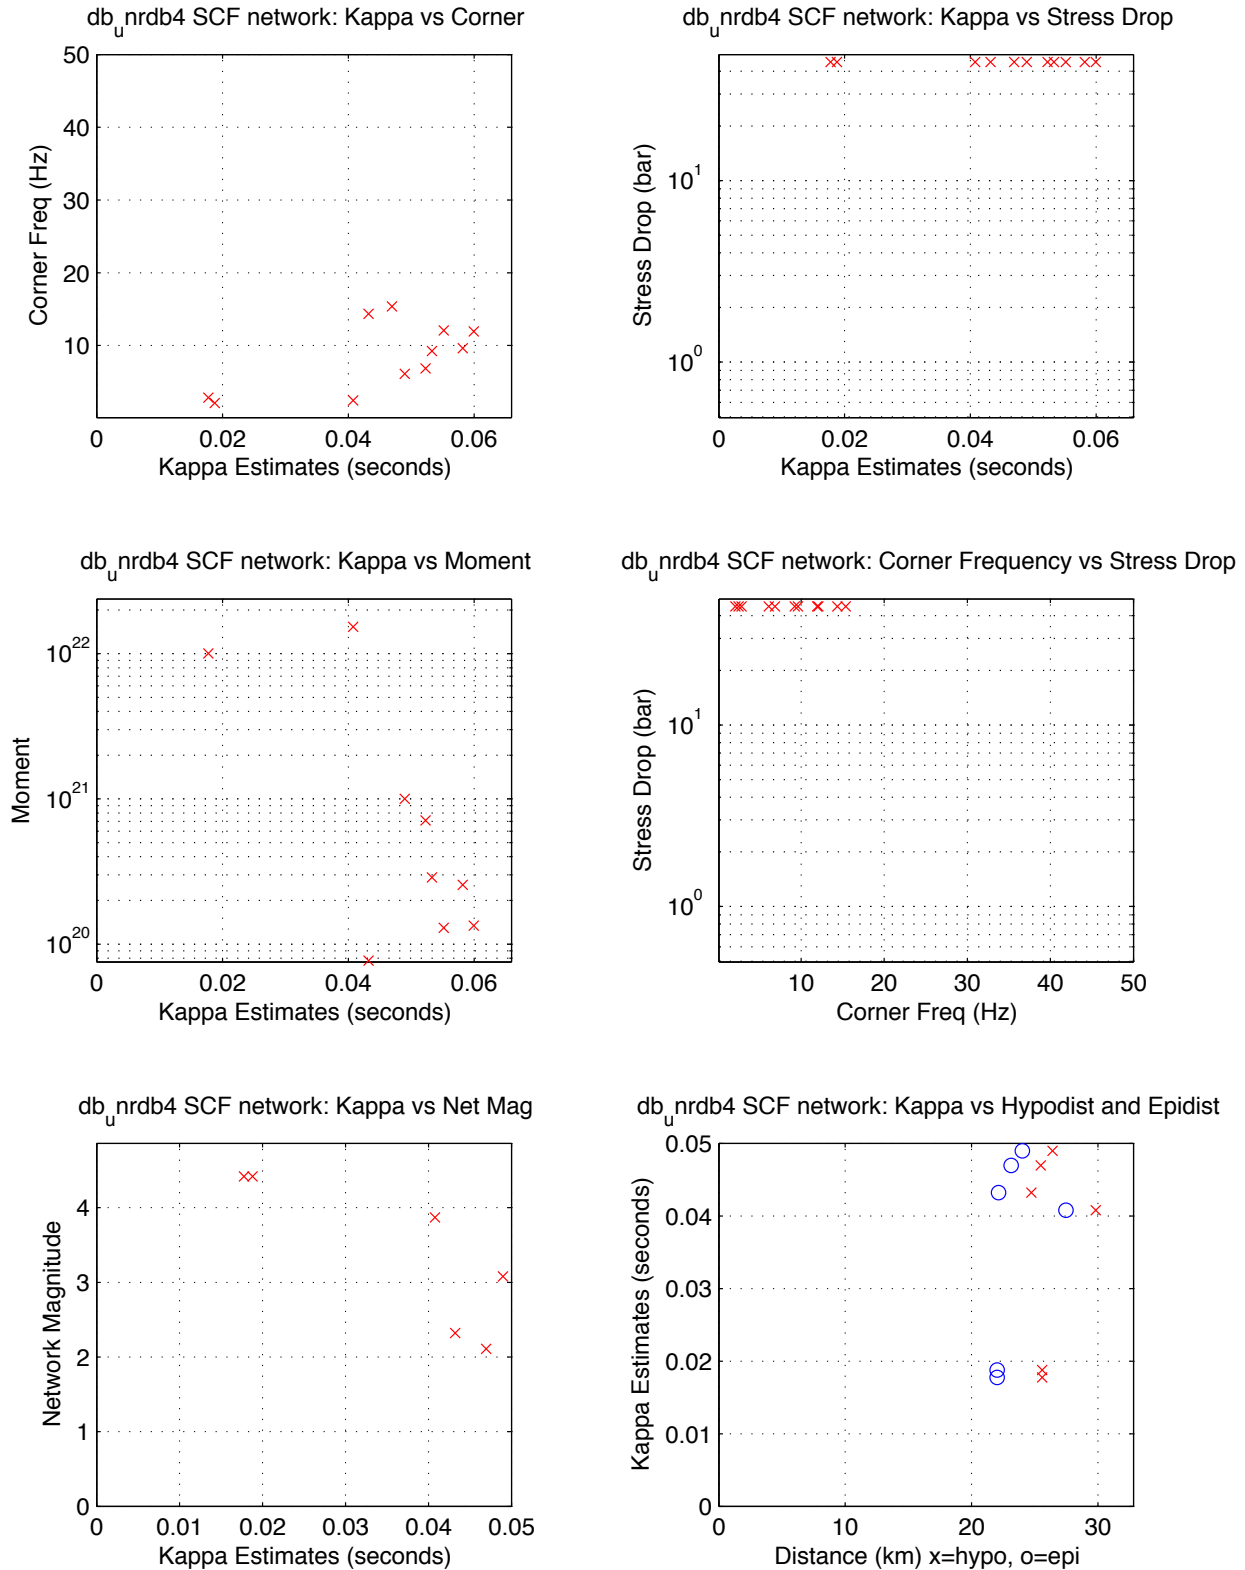 db_unrdb4 SCF network: Kappa vs Corner
50
40
30
20
10
Corner Freq (Hz)
0 0.02 0.04 0.06
Kappa Estimates (seconds)
db_unrdb4 SCF network: Kappa vs Stress Drop
10^1
10^0
Stress Drop (bar)
0 0.02 0.04 0.06
Kappa Estimates (seconds)
db_unrdb4 SCF network: Kappa vs Moment
10^22
10^21
10^20
Moment
0 0.02 0.04 0.06
Kappa Estimates (seconds)
db_unrdb4 SCF network: Corner Frequency vs Stress Drop
10^1
10^0
Stress Drop (bar)
10 20 30 40 50
Corner Freq (Hz)
db_unrdb4 SCF network: Kappa vs Net Mag
4
3
2
1
0
Network Magnitude
0 0.01 0.02 0.03 0.04 0.05
Kappa Estimates (seconds)
db_unrdb4 SCF network: Kappa vs Hypodist and Epidist
0.05
0.04
0.03
0.02
0.01
0
Kappa Estimates (seconds)
0 10 20 30
Distance (km) x=hypo, o=epi